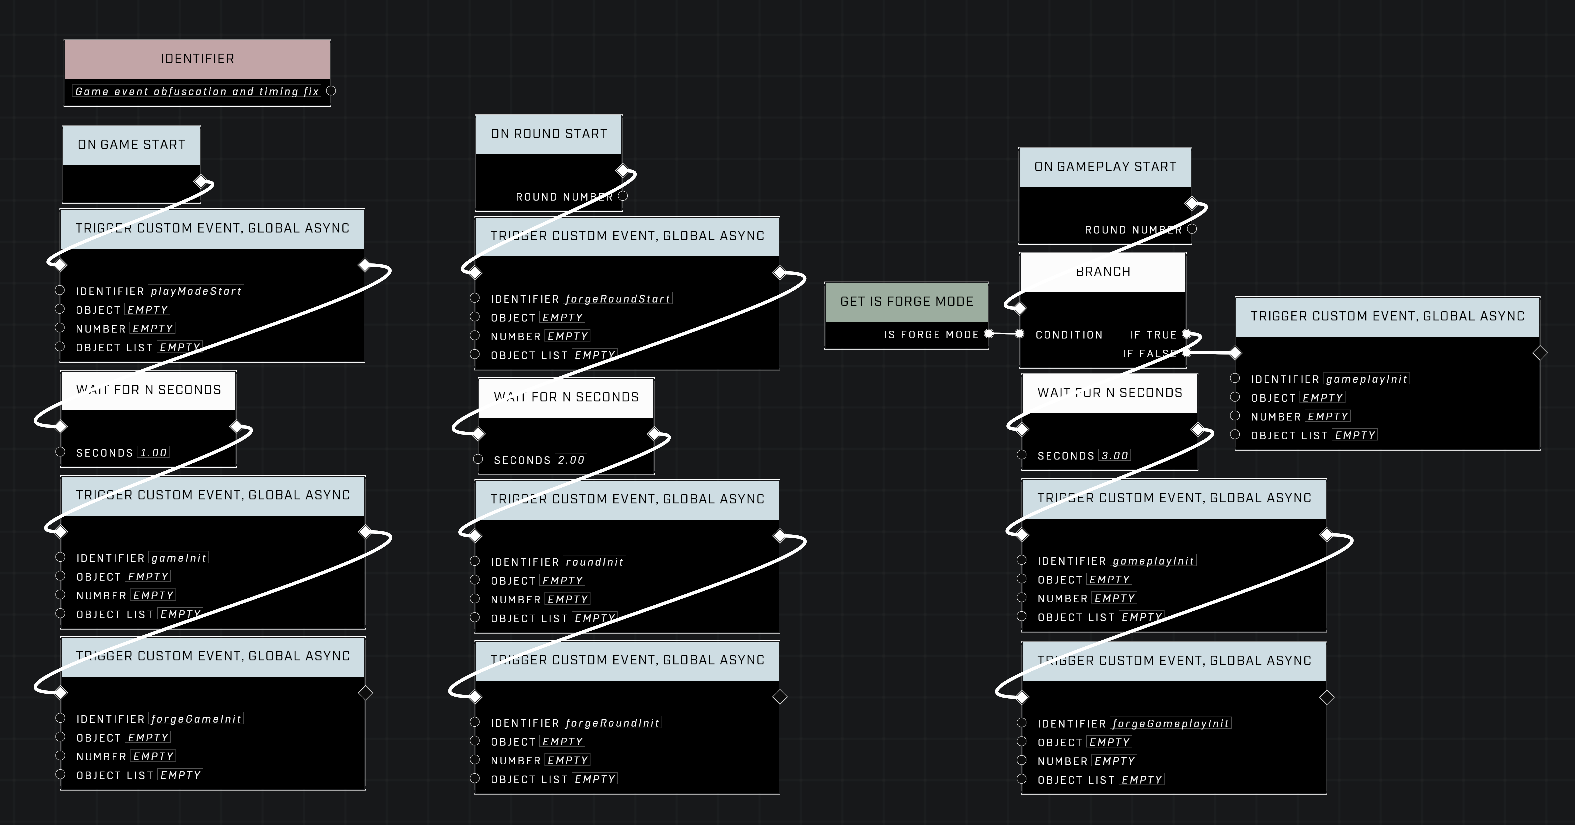 IDENTIFIER
Game event obfuscation and timing fix
ON GAME START
TRIGGER CUSTOM EVENT, GLOBAL ASYNC
IDENTIFIER playModeStart
OBJECT EMPTY
NUMBER EMPTY
OBJECT LIST EMPTY
WAIT FOR N SECONDS
SECONDS 1.00
TRIGGER CUSTOM EVENT, GLOBAL ASYNC
IDENTIFIER gameInit
OBJECT EMPTY
NUMBER EMPTY
OBJECT LIST EMPTY
TRIGGER CUSTOM EVENT, GLOBAL ASYNC
IDENTIFIER forgeGameInit
OBJECT EMPTY
NUMBER EMPTY
OBJECT LIST EMPTY
ON ROUND START
ROUND NUMBER
TRIGGER CUSTOM EVENT, GLOBAL ASYNC
IDENTIFIER forgeRoundStart
OBJECT EMPTY
NUMBER EMPTY
OBJECT LIST EMPTY
WAIT FOR N SECONDS
SECONDS 2.00
TRIGGER CUSTOM EVENT, GLOBAL ASYNC
IDENTIFIER roundInit
OBJECT EMPTY
NUMBER EMPTY
OBJECT LIST EMPTY
TRIGGER CUSTOM EVENT, GLOBAL ASYNC
IDENTIFIER forgeRoundInit
OBJECT EMPTY
NUMBER EMPTY
OBJECT LIST EMPTY
GET IS FORGE MODE
IS FORGE MODE
ON GAMEPLAY START
ROUND NUMBER
BRANCH
CONDITION IF TRUE
IF FALSE
WAIT FOR N SECONDS
SECONDS 3.00
TRIGGER CUSTOM EVENT, GLOBAL ASYNC
IDENTIFIER gameplayInit
OBJECT EMPTY
NUMBER EMPTY
OBJECT LIST EMPTY
TRIGGER CUSTOM EVENT, GLOBAL ASYNC
IDENTIFIER forgeGameplayInit
OBJECT EMPTY
NUMBER EMPTY
OBJECT LIST EMPTY
TRIGGER CUSTOM EVENT, GLOBAL ASYNC
IDENTIFIER gameplayInit
OBJECT EMPTY
NUMBER EMPTY
OBJECT LIST EMPTY